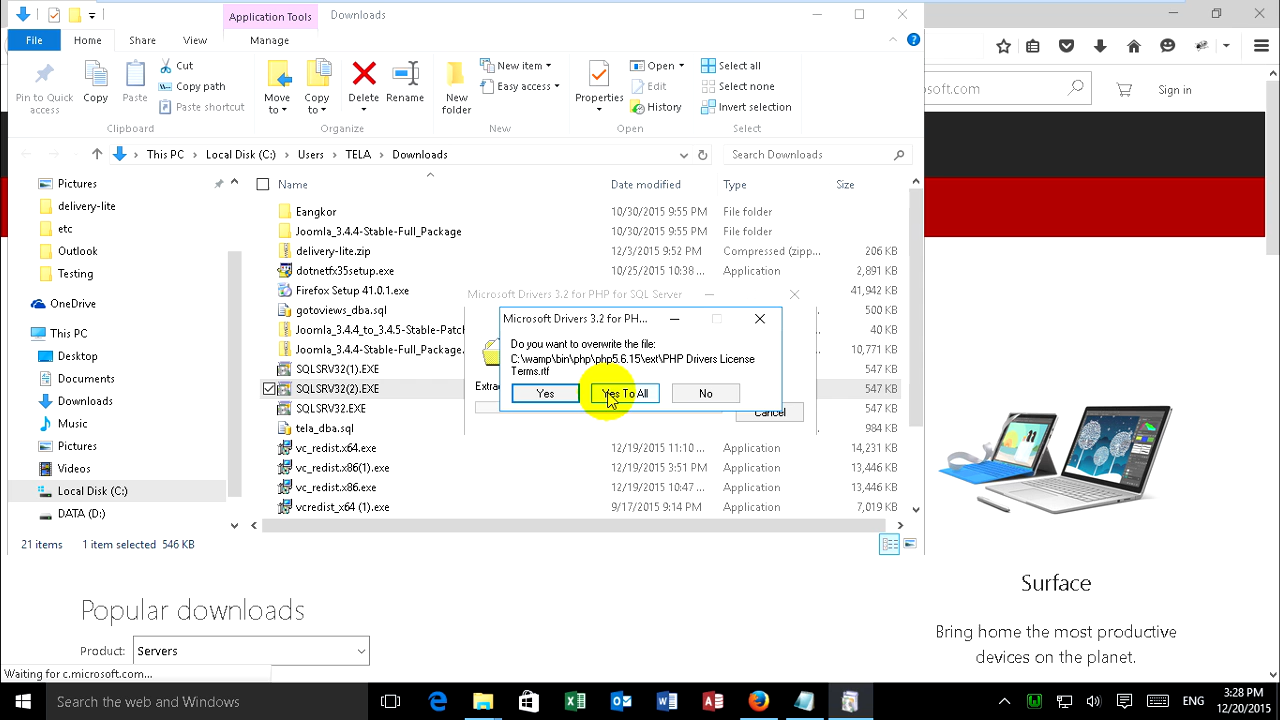 Application Tools
Downloads
File
Home
Share
View
Manage
Pin to Quick
access
Copy
Paste
Cut
Copy path
Paste shortcut
Clipboard
Move
to
Copy
to
Delete
Rename
Organize
New
folder
New item
Easy access
New
Properties
Open
Edit
History
Open
Select all
Select none
Invert selection
Select
This PC
Local Disk (C:)
Users
TELA
Downloads
Search Downloads
osoft.com
Sign in
Pictures
delivery-lite
etc
Outlook
Testing
OneDrive
This PC
Desktop
Documents
Downloads
Music
Pictures
Videos
Local Disk (C:)
DATA (D:)
Name Date modified Type Size
Eangkor 10/30/2015 9:55 PM File folder
Joomla_3.4.4-Stable-Full_Package 10/30/2015 9:55 PM File folder
delivery-lite.zip 12/3/2015 9:52 PM Compressed (zipp... 206 KB
dotnetfx35setup.exe 10/25/2015 10:38 ... Application 2,891 KB
Firefox Setup 41.0.1.exe 41,942 KB
gotoviews_dba.sql 500 KB
Joomla_3.4.4_to_3.4.5-Stable-Patch 40 KB
Joomla_3.4.4-Stable-Full_Package. 10,771 KB
SQLSRV32(1).EXE 547 KB
SQLSRV32(2).EXE 547 KB
SQLSRV32.EXE 547 KB
tela_dba.sql 984 KB
vc_redist.x64.exe 12/19/2015 11:10 ... Application 14,231 KB
vc_redist.x86(1).exe 12/19/2015 3:51 PM Application 13,446 KB
vc_redist.x86.exe 12/19/2015 10:47 ... Application 13,446 KB
vcredist_x64 (1).exe 9/17/2015 9:14 PM Application 7,019 KB
Microsoft Drivers 3.2 for PHP for SQL Server
Extrac
Cancel
Microsoft Drivers 3.2 for PH...
Do you want to overwrite the file:
C:\wamp\bin\php\php5.6.15\ext\PHP Drivers License
Terms.rtf
Yes
Yes To All
No
21 items 1 item selected 546 KB
Popular downloads
Product: Servers
Waiting for c.microsoft.com...
Surface
Bring home the most productive
devices on the planet.
Search the web and Windows
ENG
3:28 PM
12/20/2015